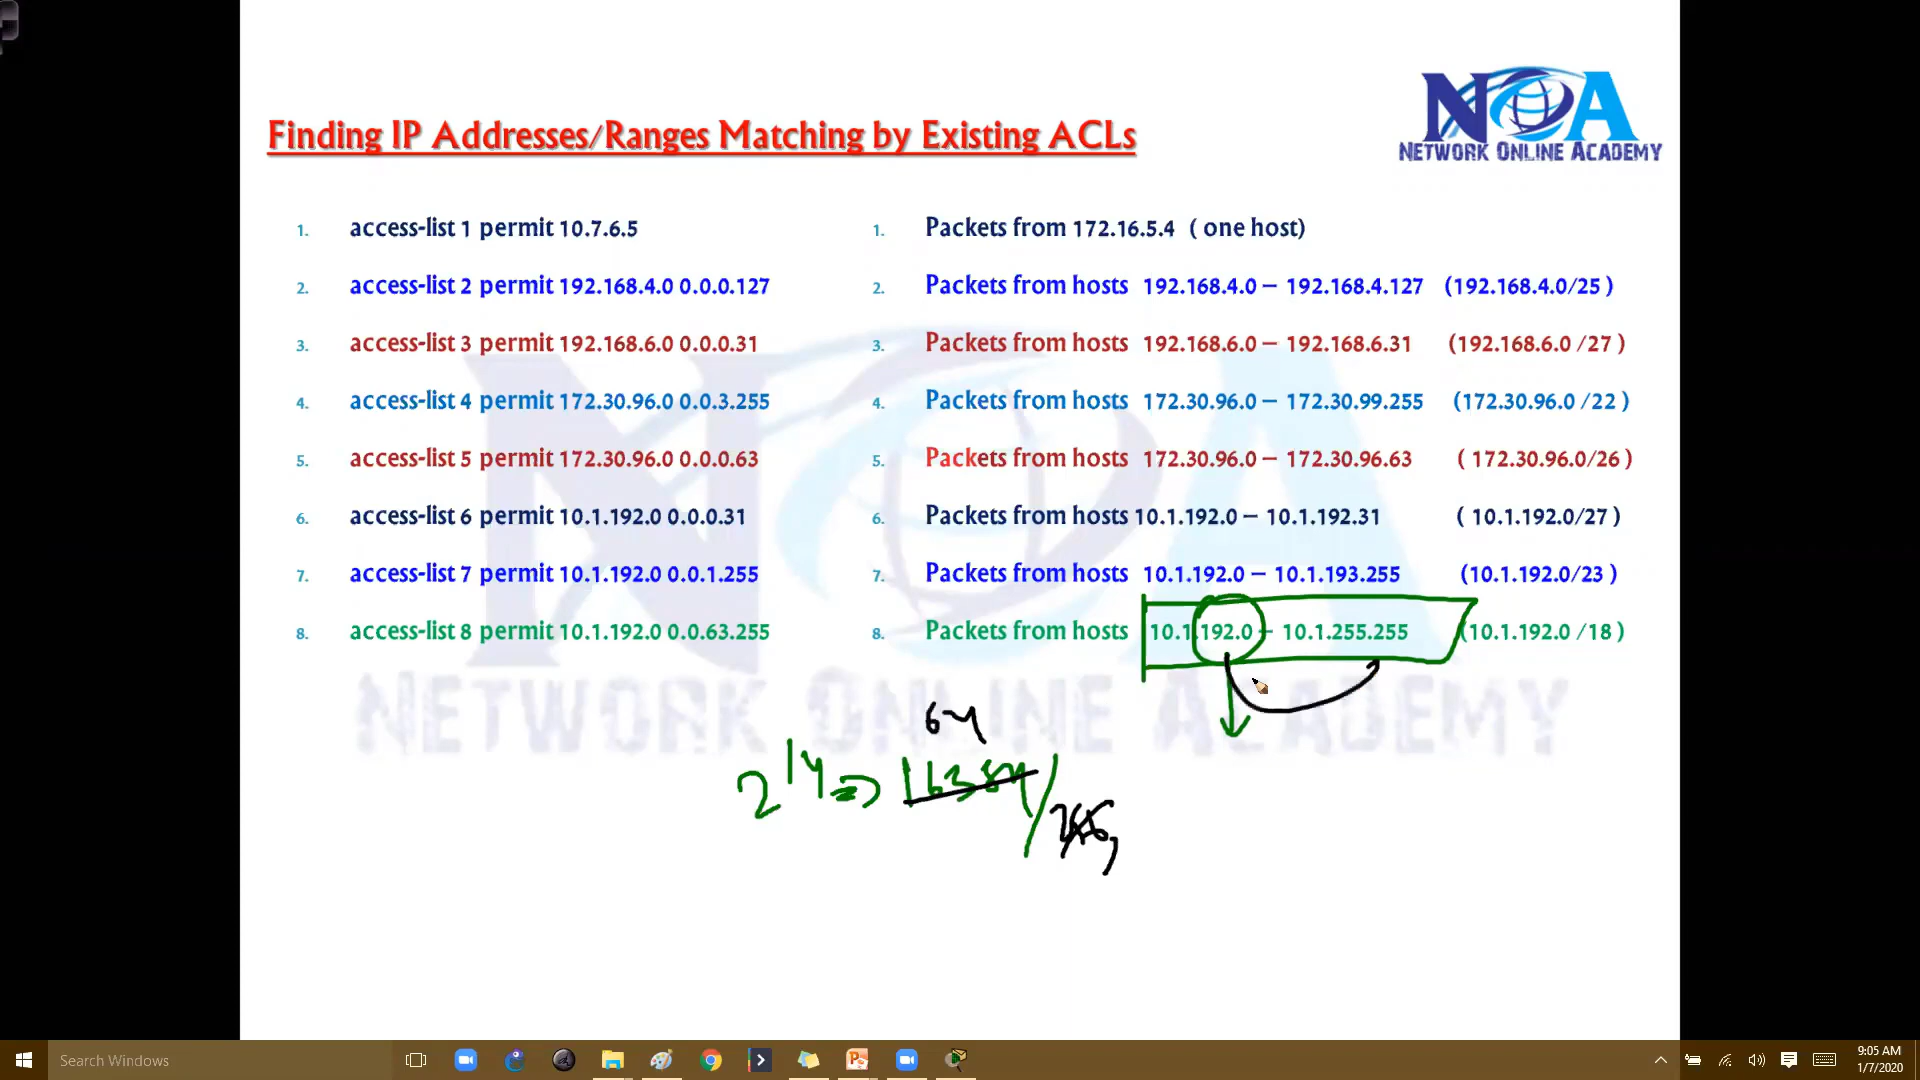 NOA
NETWORK ONLINE ACADEMY
Finding IP Addresses/Ranges Matching by Existing ACLs
1. access-list 1 permit 10.7.6.5
2. access-list 2 permit 192.168.4.0 0.0.0.127
3. access-list 3 permit 192.168.6.0 0.0.0.31
4. access-list 4 permit 172.30.96.0 0.0.3.255
5. access-list 5 permit 172.30.96.0 0.0.0.63
6. access-list 6 permit 10.1.192.0 0.0.0.31
7. access-list 7 permit 10.1.192.0 0.0.1.255
8. access-list 8 permit 10.1.192.0 0.0.63.255
1. Packets from 172.16.5.4 ( one host)
2. Packets from hosts 192.168.4.0 – 192.168.4.127 (192.168.4.0/25 )
3. Packets from hosts 192.168.6.0 – 192.168.6.31 (192.168.6.0 /27 )
4. Packets from hosts 172.30.96.0 – 172.30.99.255 (172.30.96.0 /22 )
5. Packets from hosts 172.30.96.0 – 172.30.96.63 ( 172.30.96.0/26 )
6. Packets from hosts 10.1.192.0 – 10.1.192.31 ( 10.1.192.0/27 )
7. Packets from hosts 10.1.192.0 – 10.1.193.255 (10.1.192.0/23 )
8. Packets from hosts 10.1.192.0 – 10.1.255.255 (10.1.192.0 /18 )
NETWORK ONLINE ACADEMY
64
2 14 => 16384 / 256
Search Windows
9:05 AM
1/7/2020